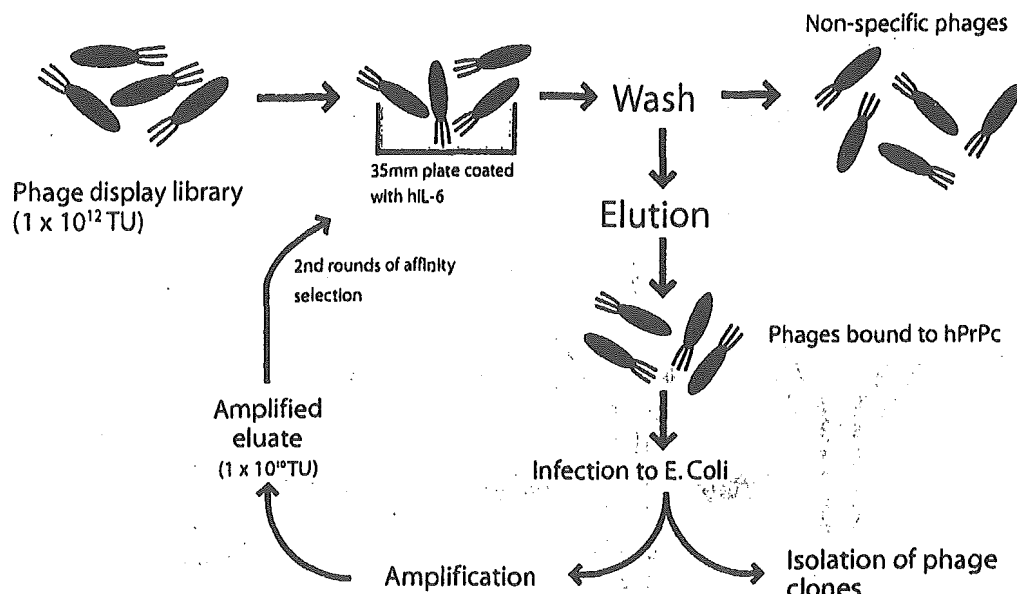 Non-specific phages
Wash
35mm plate coated
with hIL-6
Phage display library
(1 x 10¹² TU)
Elution
2nd rounds of affinity
selection
Phages bound to hPrPc
Amplified
eluate
(1 x 10¹⁰TU)
Infection to E. Coli
Amplification
Isolation of phage
clones